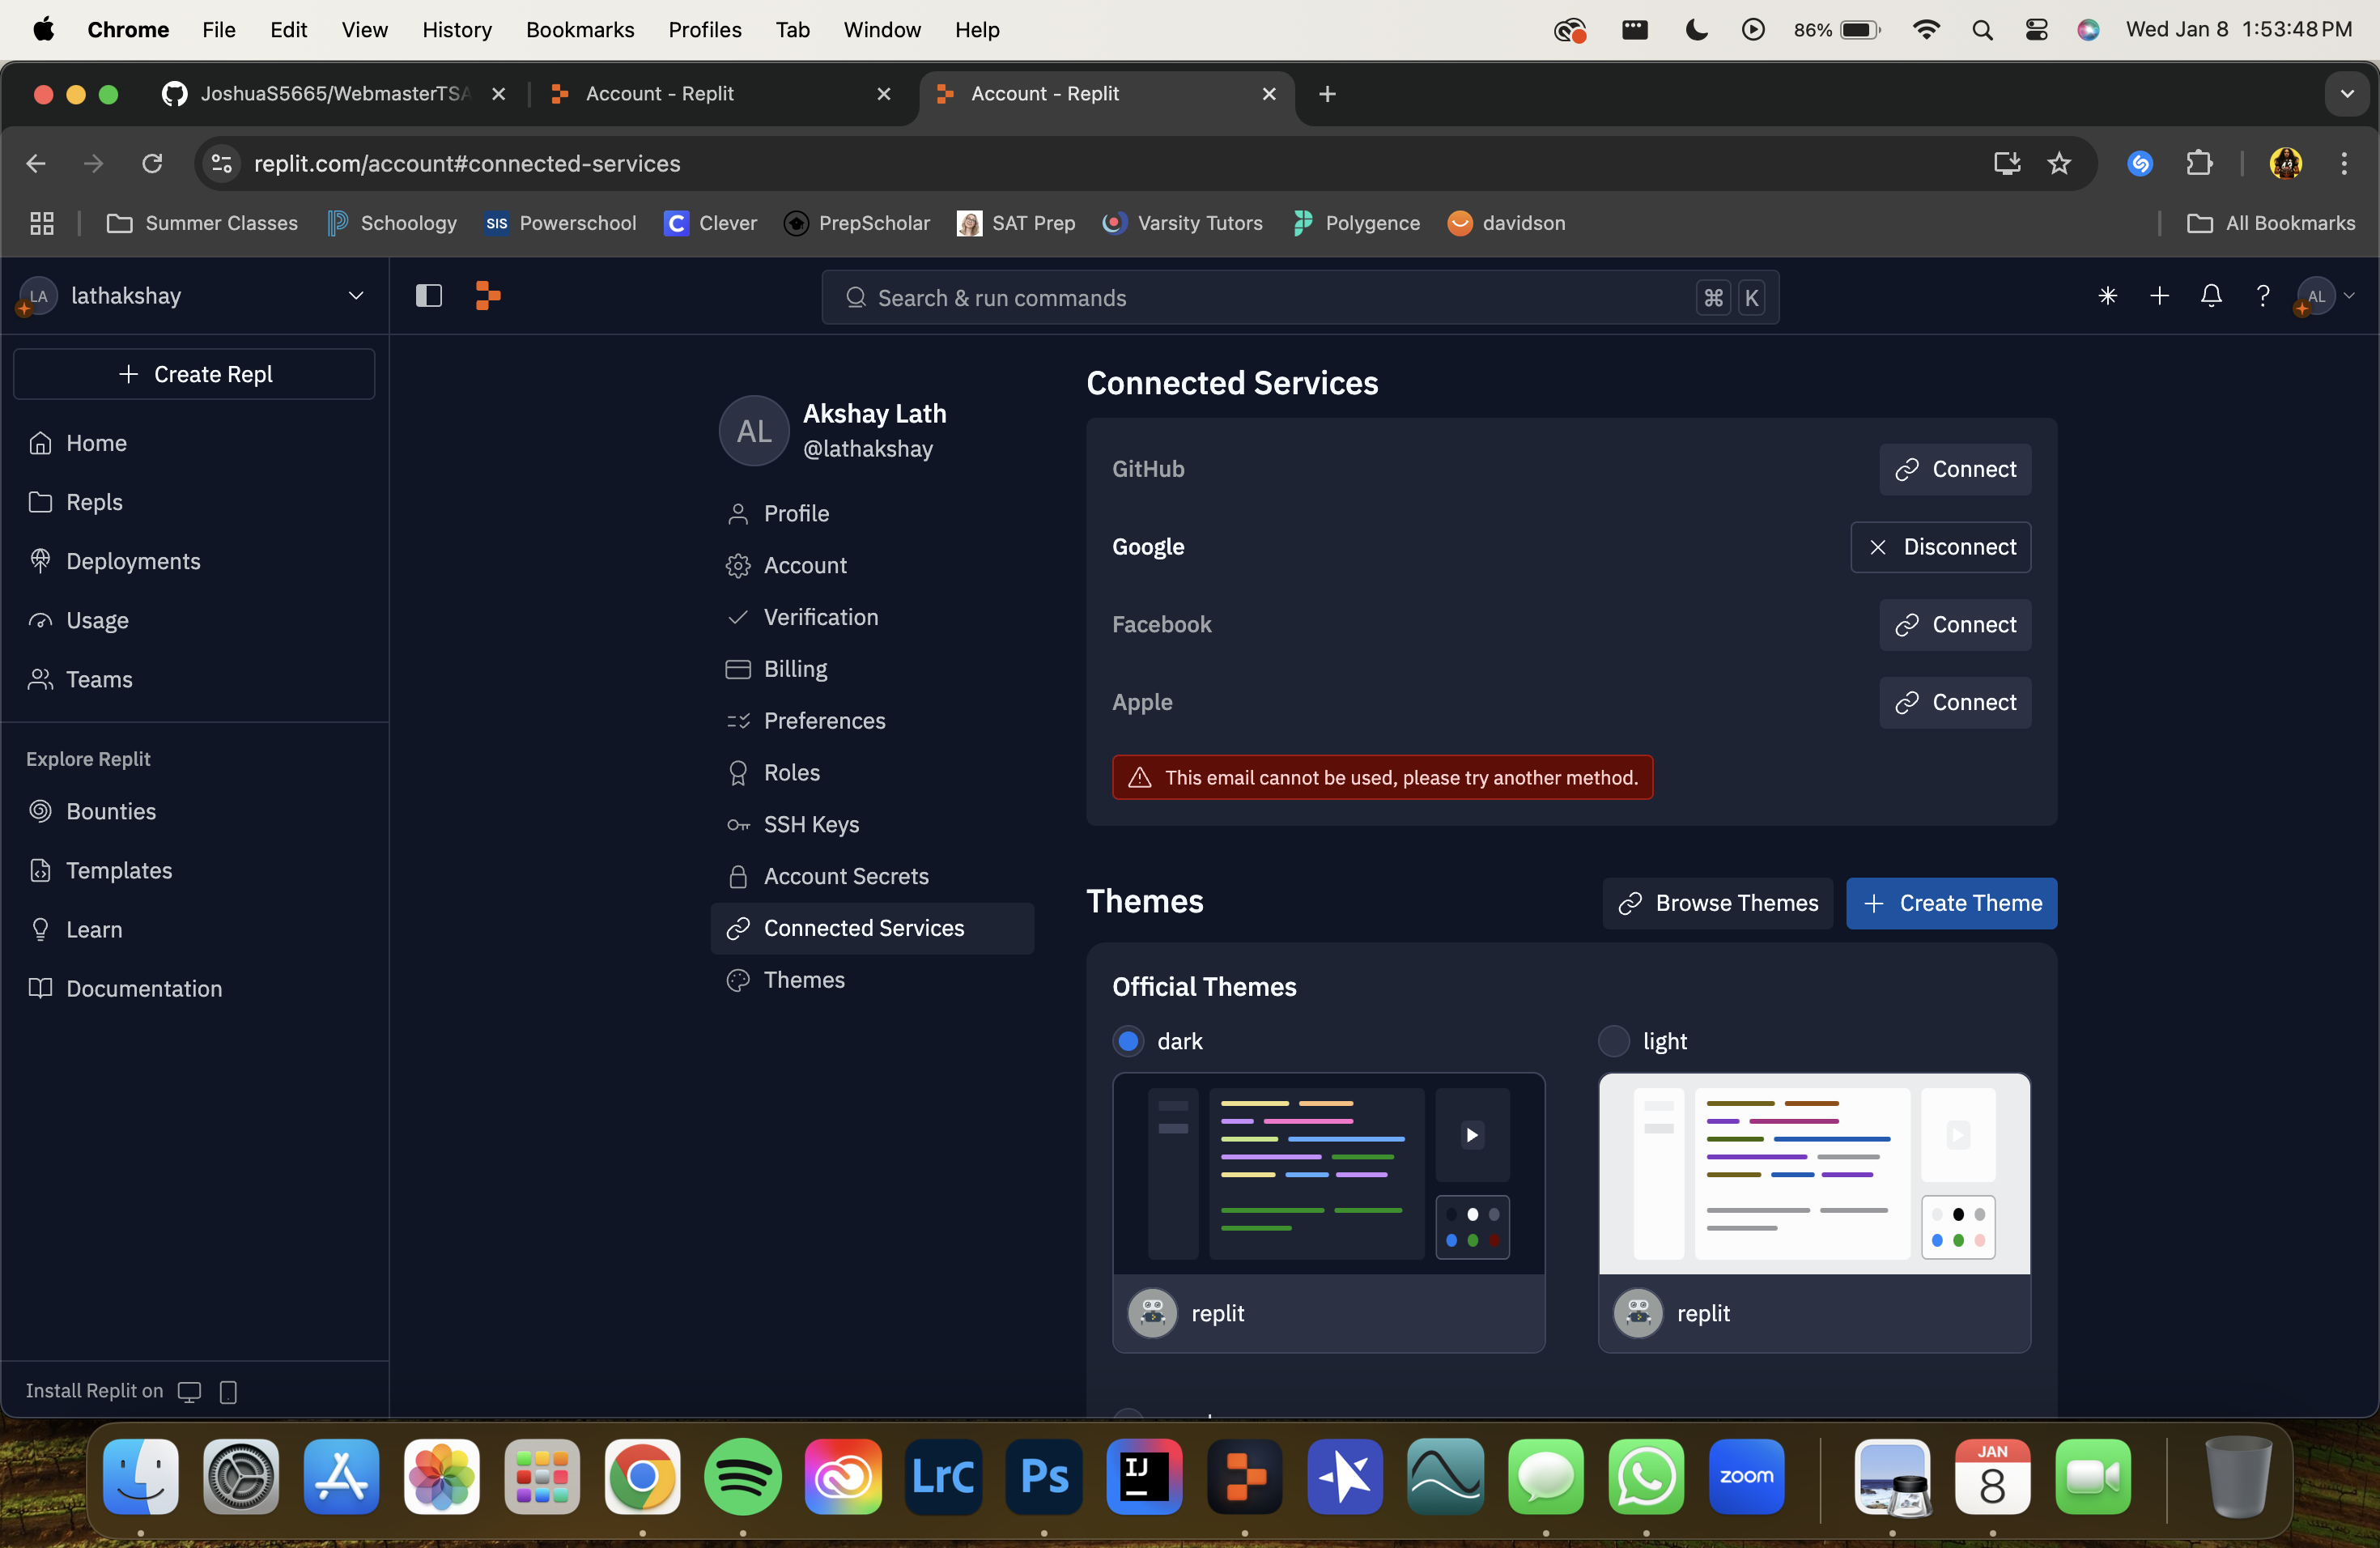 Chrome File Edit View History Bookmarks Profiles Tab Window Help 86% Wed Jan 8 1:53:48 PM
JoshuaS5665/WebmasterTSA Account - Replit Account - Replit
replit.com/account#connected-services
Summer Classes Schoology SIS Powerschool C Clever PrepScholar SAT Prep Varsity Tutors Polygence davidson All Bookmarks
LA lathakshay Search & run commands ⌘ K ? AL
Create Repl
Home
Repls
Deployments
Usage
Teams
Explore Replit
Bounties
Templates
Learn
Documentation
Install Replit on
AL Akshay Lath
@lathakshay
Profile
Account
Verification
Billing
Preferences
Roles
SSH Keys
Account Secrets
Connected Services
Themes
Connected Services
GitHub Connect
Google Disconnect
Facebook Connect
Apple Connect
This email cannot be used, please try another method.
Themes Browse Themes Create Theme
Official Themes
dark light
replit replit
LrC Ps IJ zoom JAN
8